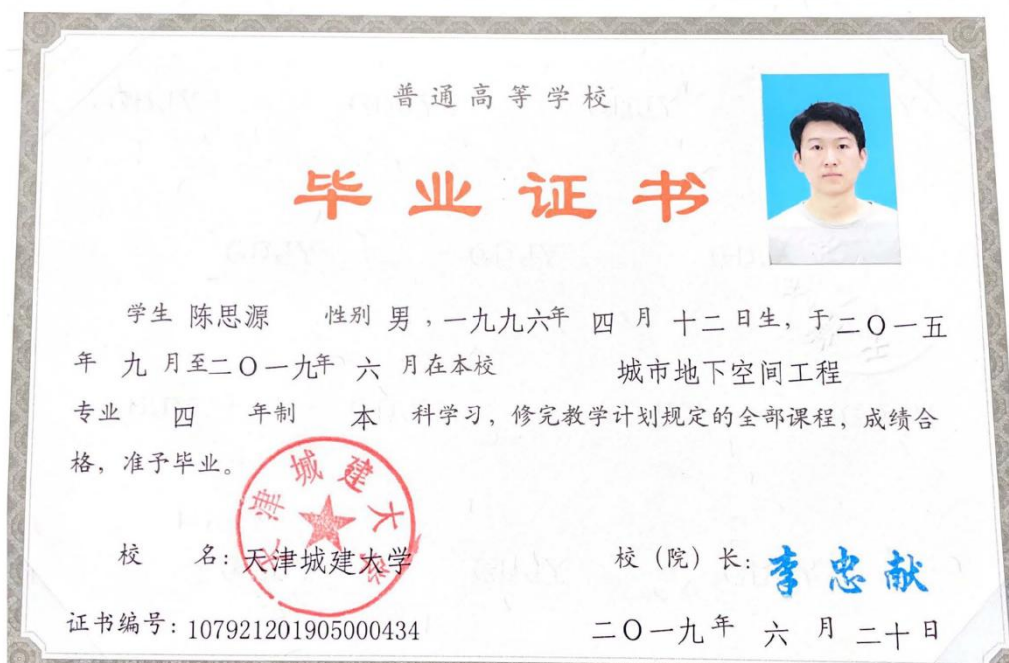 普通高等学校
毕业证书
学生 陈思源 性别 男，一九九六年 四 月 十二 日生，于二〇一五
年 九 月至二〇一九年 六 月在本校 城市地下空间工程
专业 四 年制 本 科学习，修完教学计划规定的全部课程，成绩合
格，准予毕业。
天津城建大学
校 名：天津城建大学 校（院）长：李忠献
证书编号：107921201905000434 二〇一九年 六 月 二十日